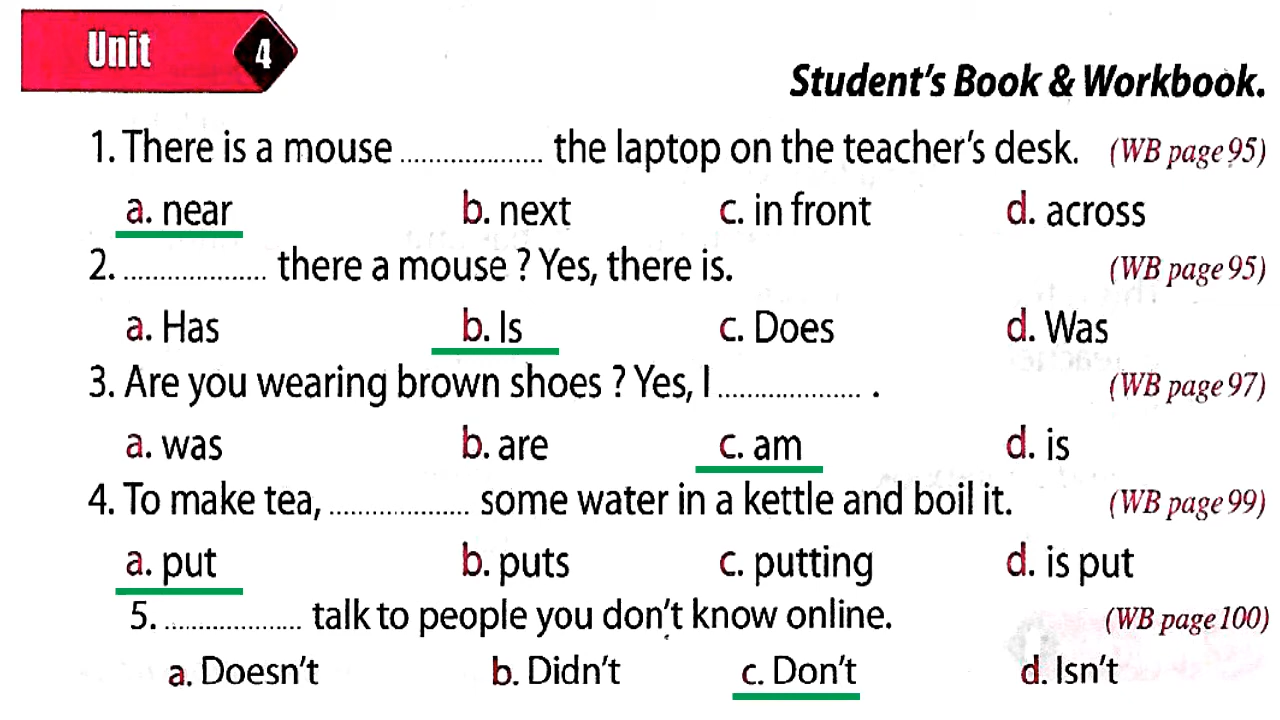 Unit 4
Student's Book & Workbook.
1. There is a mouse .................... the laptop on the teacher's desk. (WB page 95)
a. near b. next c. in front d. across
2. .................... there a mouse ? Yes, there is. (WB page 95)
a. Has b. Is c. Does d. Was
3. Are you wearing brown shoes ? Yes, I .................... . (WB page 97)
a. was b. are c. am d. is
4. To make tea, .................... some water in a kettle and boil it. (WB page 99)
a. put b. puts c. putting d. is put
5. .................... talk to people you don't know online. (WB page 100)
a. Doesn't b. Didn't c. Don't d. Isn't